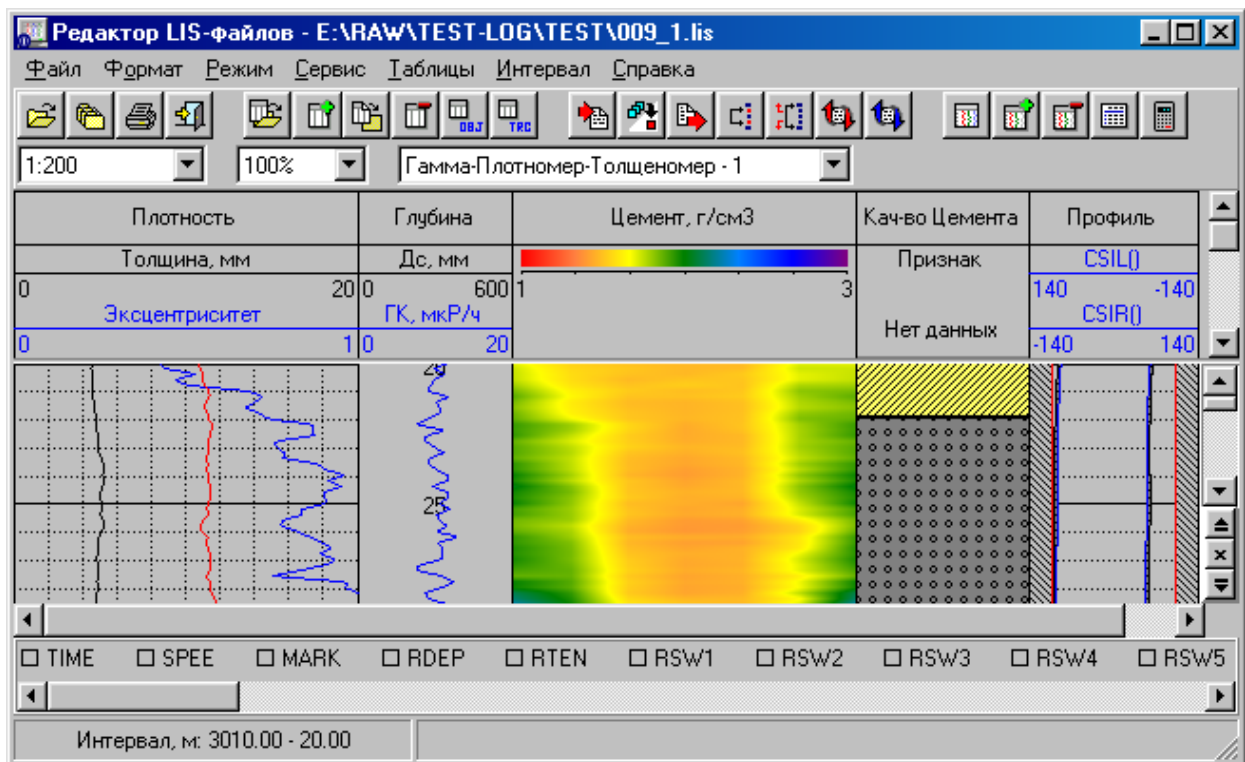 Редактор LIS-файлов - E:\RAW\TEST-LOG\TEST\009_1.lis
Файл Формат Режим Сервис Таблицы Интервал Справка
OBJ TRC
1:200 100% Гамма-Плотномер-Толщеномер - 1
Плотность Глубина Цемент, г/см3 Кач-во Цемента Профиль
Толщина, мм Дс, мм Признак CSIL()
0 20 0 600 1 3 140 -140
Эксцентриситет ГК, мкР/ч Нет данных CSIR()
0 1 0 20 -140 140
25
TIME SPEE MARK RDEP RTEN RSW1 RSW2 RSW3 RSW4 RSW5
Интервал, м: 3010.00 - 20.00